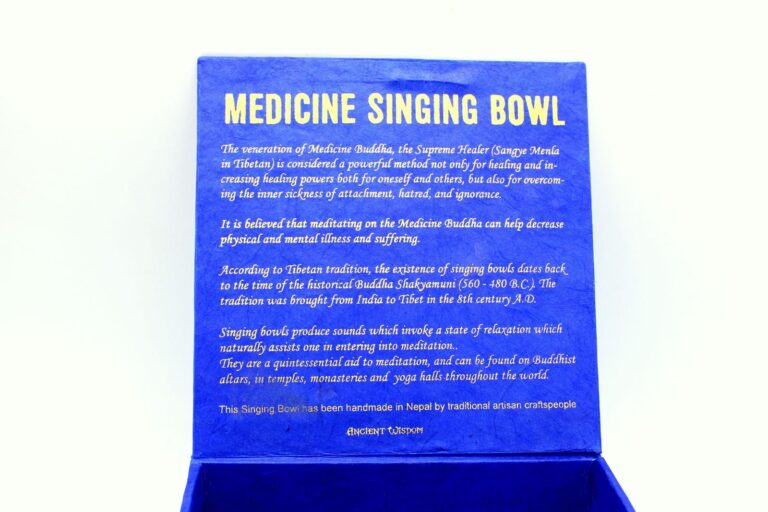 MEDICINE SINGING BOWL
The veneration of Medicine Buddha, the Supreme Healer (Sangye Menla
in Tibetan) is considered a powerful method not only for healing and in-
creasing healing powers both for oneself and others, but also for overcom-
ing the inner sickness of attachment, hatred, and ignorance.
It is believed that meditating on the Medicine Buddha can help decrease
physical and mental illness and suffering.
According to Tibetan tradition, the existence of singing bowls dates back
to the time of the historical Buddha Shakyamuni (560 - 480 B.C.). The
tradition was brought from India to Tibet in the 8th century A.D.
Singing bowls produce sounds which invoke a state of relaxation which
naturally assists one in entering into meditation..
They are a quintessential aid to meditation, and can be found on Buddhist
altars, in temples, monasteries and yoga halls throughout the world.
This Singing Bowl has been handmade in Nepal by traditional artisan craftspeople
ANCIENT WISDOM